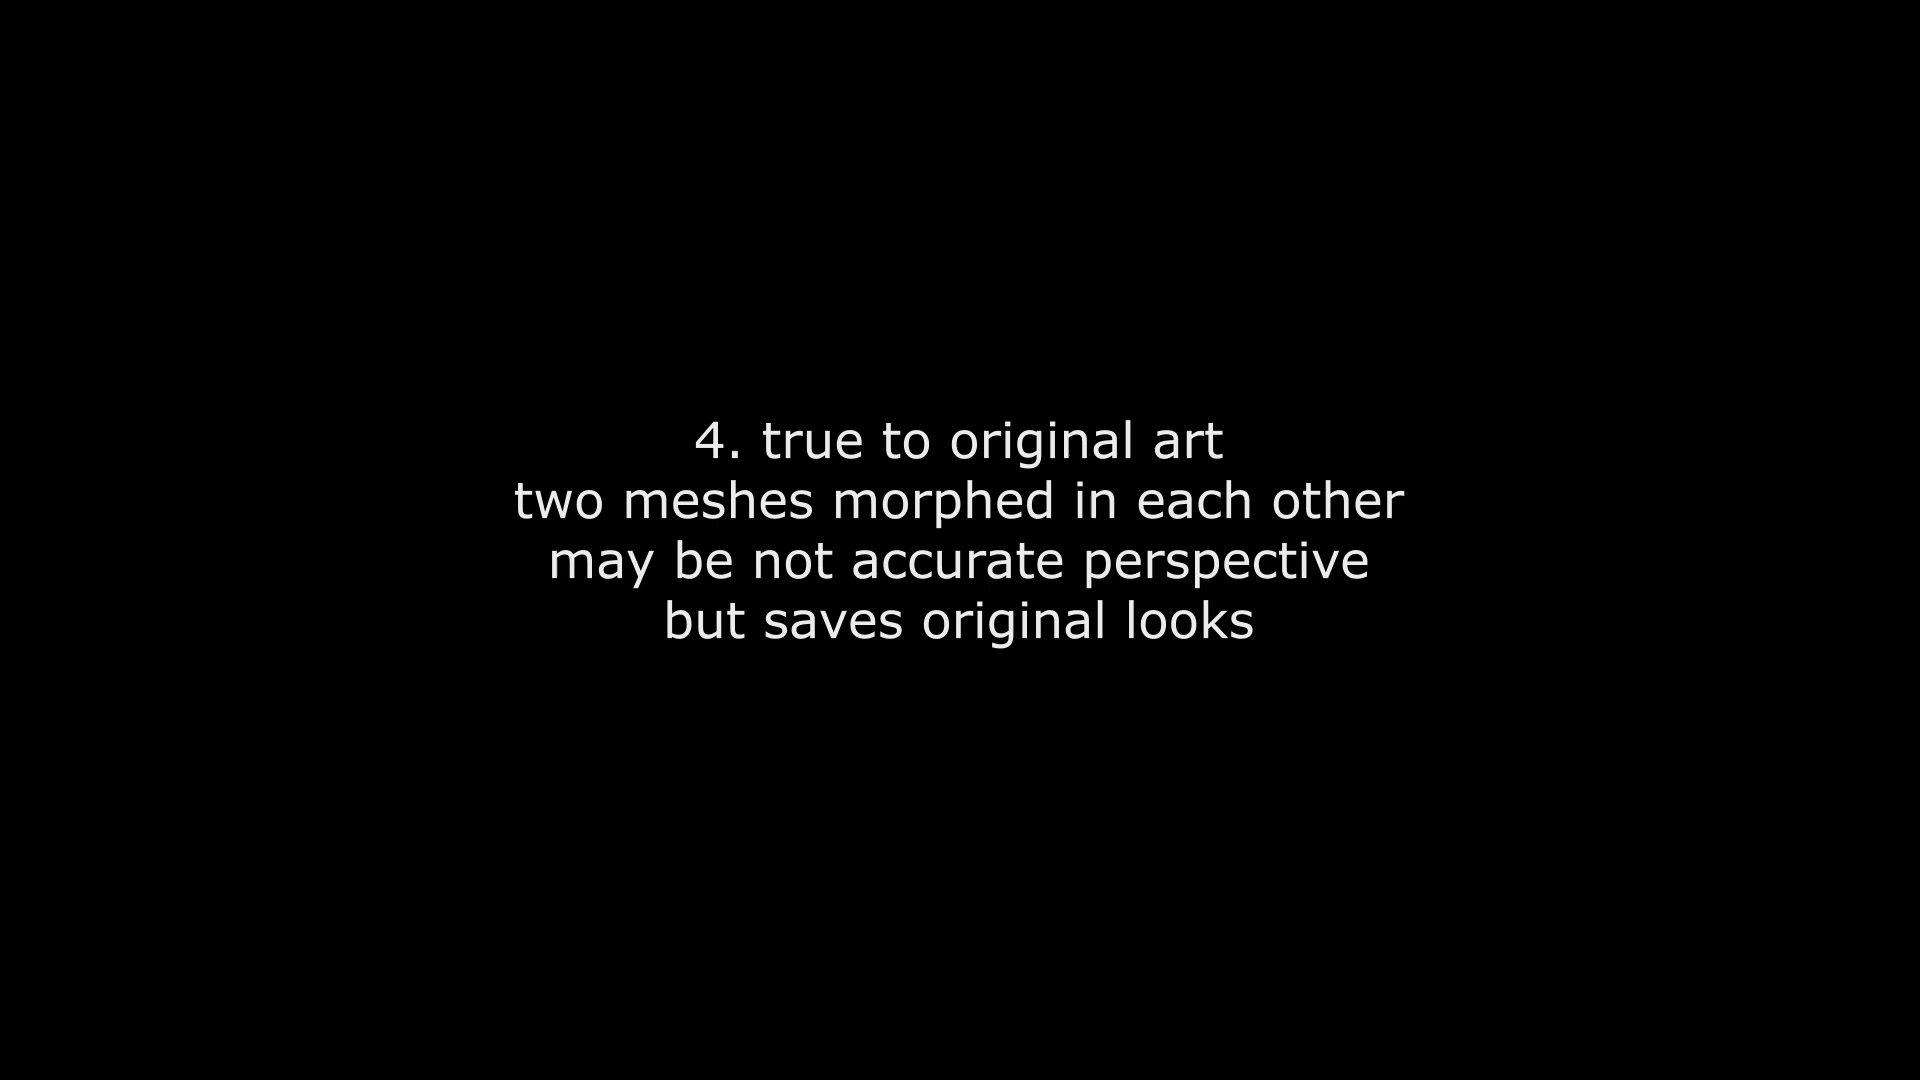 4. true to original art
two meshes morphed in each other
may be not accurate perspective
but saves original looks